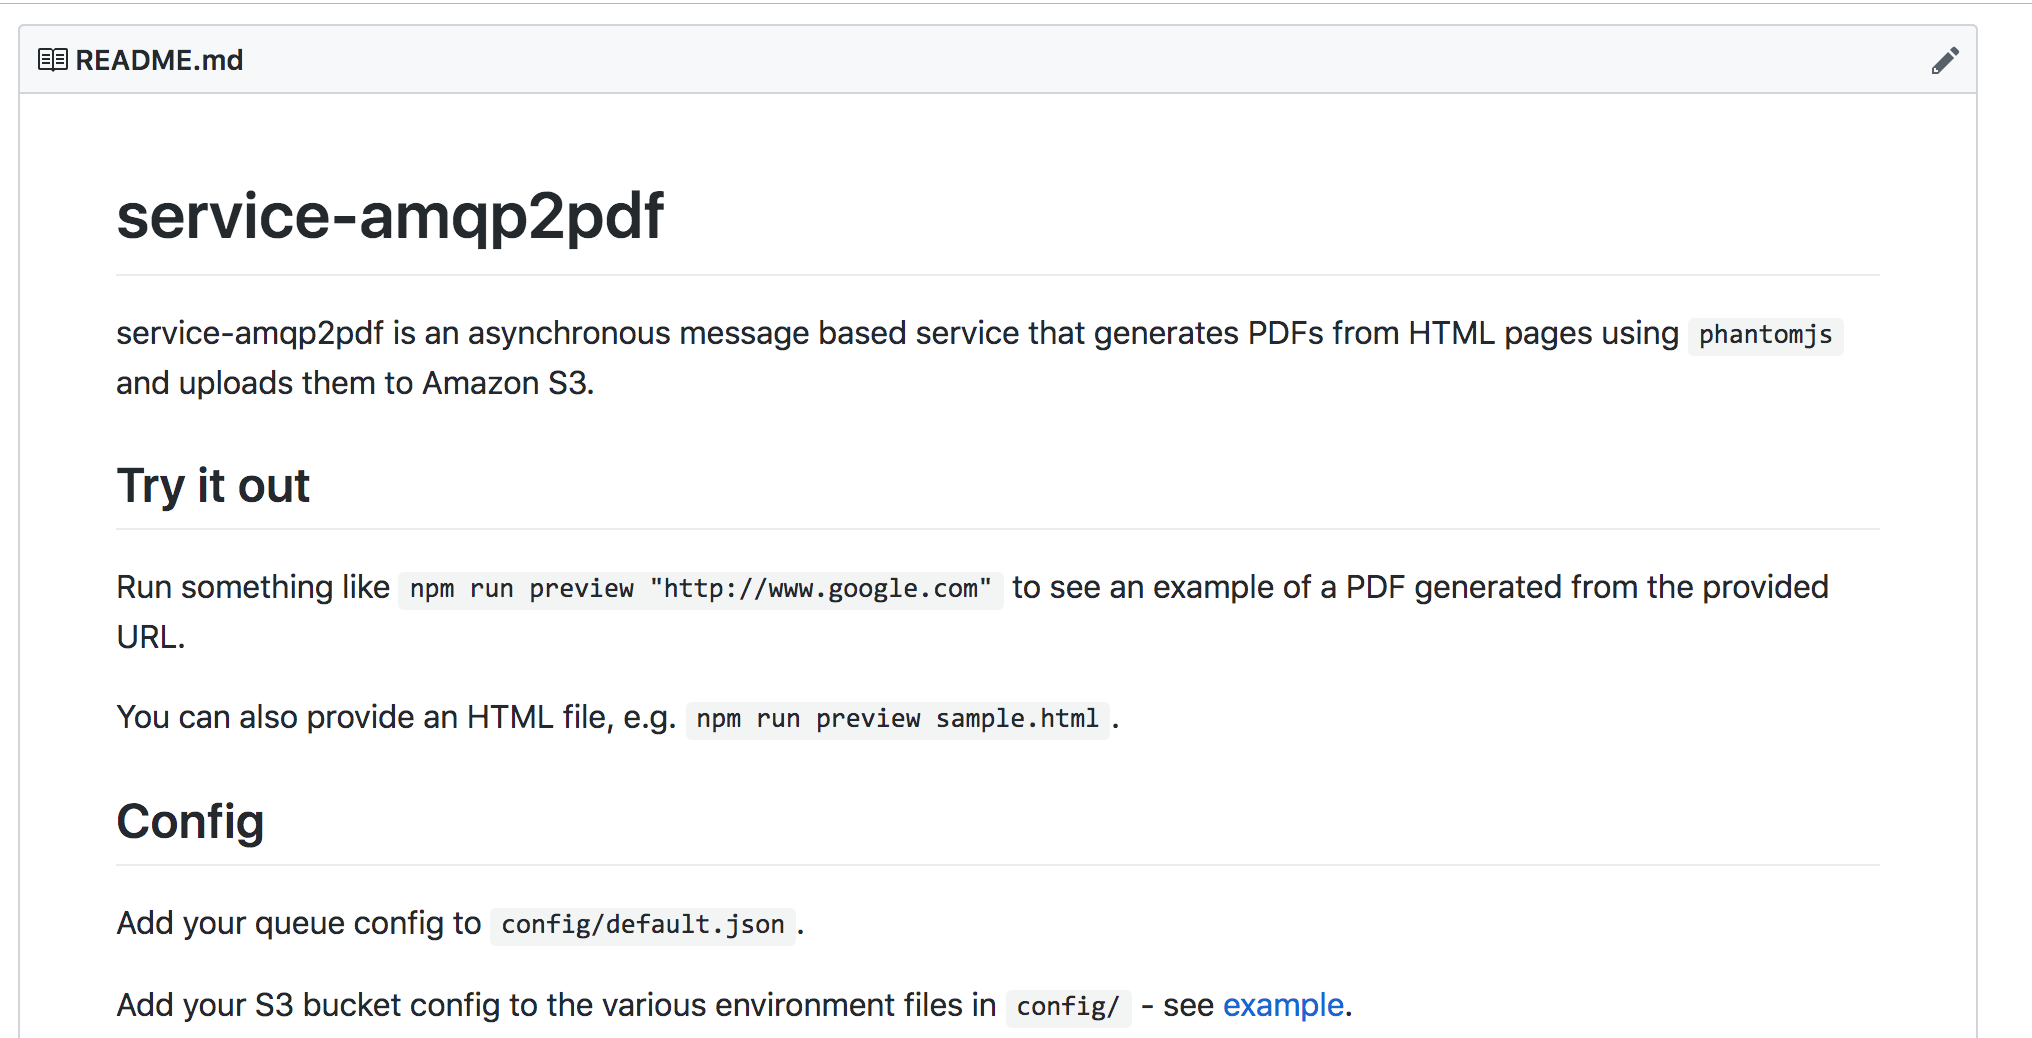 README.md
service-amqp2pdf
service-amqp2pdf is an asynchronous message based service that generates PDFs from HTML pages using phantomjs
and uploads them to Amazon S3.
Try it out
Run something like npm run preview "http://www.google.com" to see an example of a PDF generated from the provided
URL.
You can also provide an HTML file, e.g. npm run preview sample.html .
Config
Add your queue config to config/default.json .
Add your S3 bucket config to the various environment files in config/ - see example.